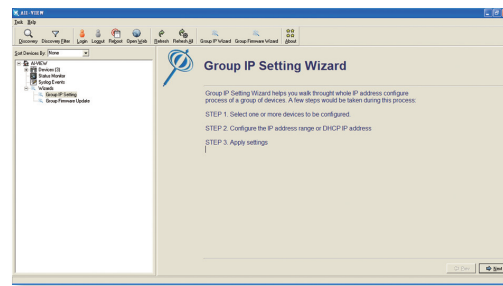 AII-VIEW
Task Help
Discovery Discovery Filter Login Logout Reboot Open Web Refresh Refresh All Group IP Wizard Group Firmware Wizard About
Sort Devices By: None
AII-VIEW
Devices (3)
Status Monitor
Syslog Events
Wizards
Group IP Setting
Group Firmware Update
Group IP Setting Wizard
Group IP Setting Wizard helps you walk throught whole IP address configure
process of a group of devices. A few steps would be taken during this process:
STEP 1. Select one or more devices to be configured.
STEP 2. Configure the IP address range or DHCP IP address
STEP 3. Apply settings
Next